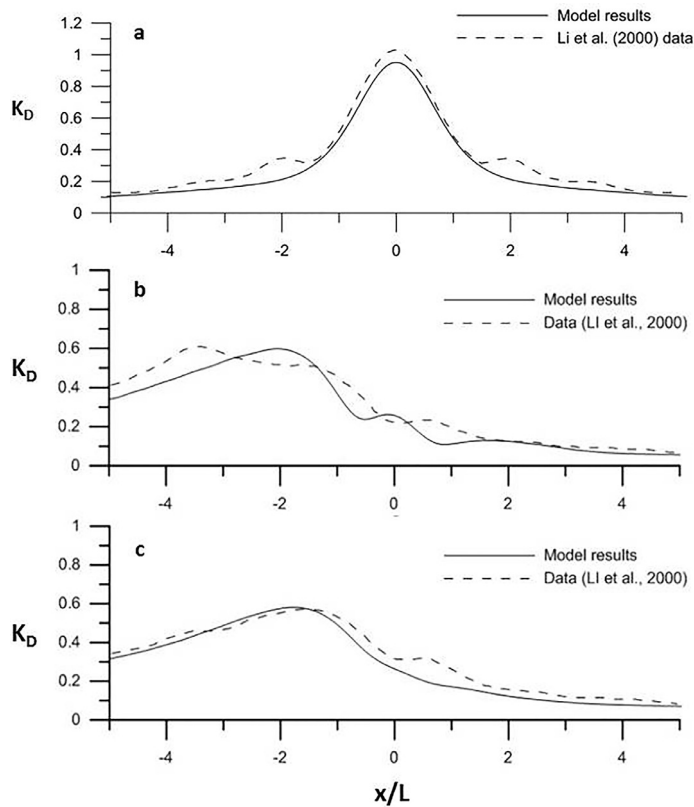 a
Model results
Li et al. (2000) data
K_D
1.2
1
0.8
0.6
0.4
0.2
0
-4
-2
0
2
4
b
Model results
Data (LI et al., 2000)
K_D
1
0.8
0.6
0.4
0.2
0
-4
-2
0
2
4
c
Model results
Data (LI et al., 2000)
K_D
1
0.8
0.6
0.4
0.2
0
-4
-2
0
2
4
x/L